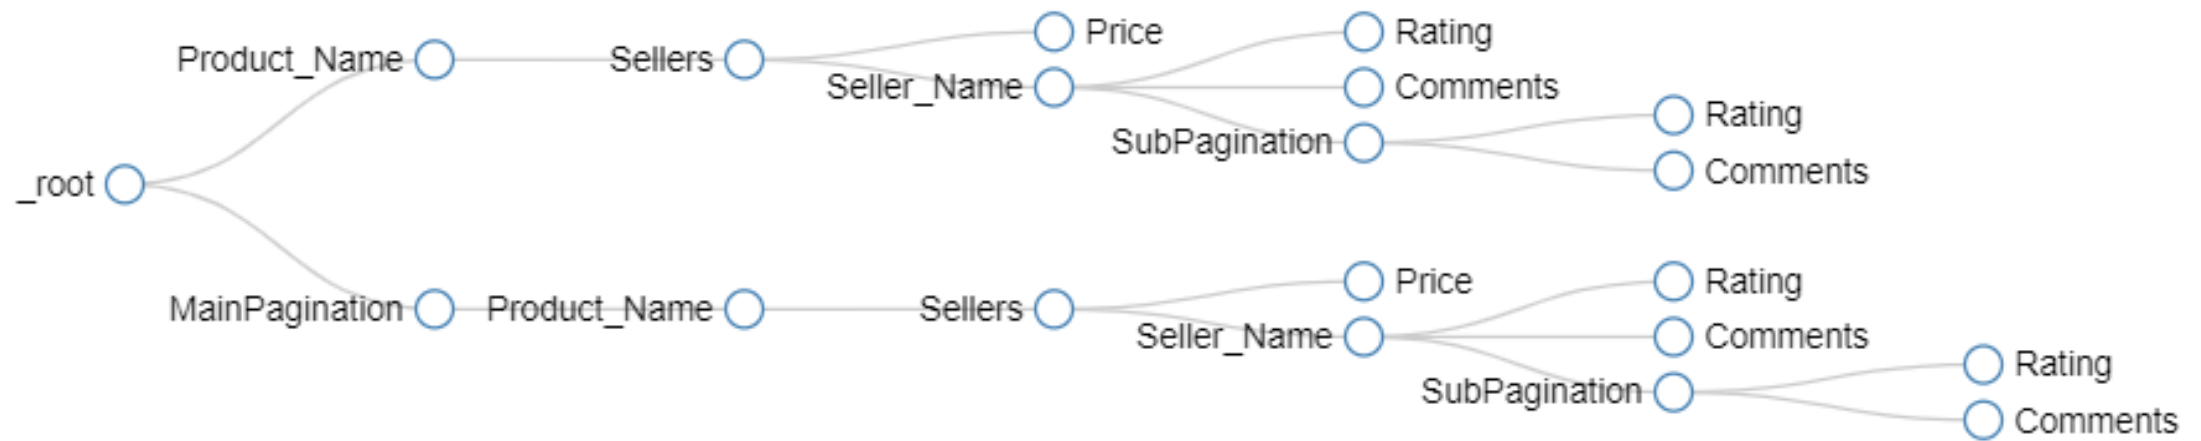 _root
Product_Name
Sellers
Price
Seller_Name
Rating
Comments
SubPagination
Rating
Comments
MainPagination
Product_Name
Sellers
Price
Seller_Name
Rating
Comments
SubPagination
Rating
Comments